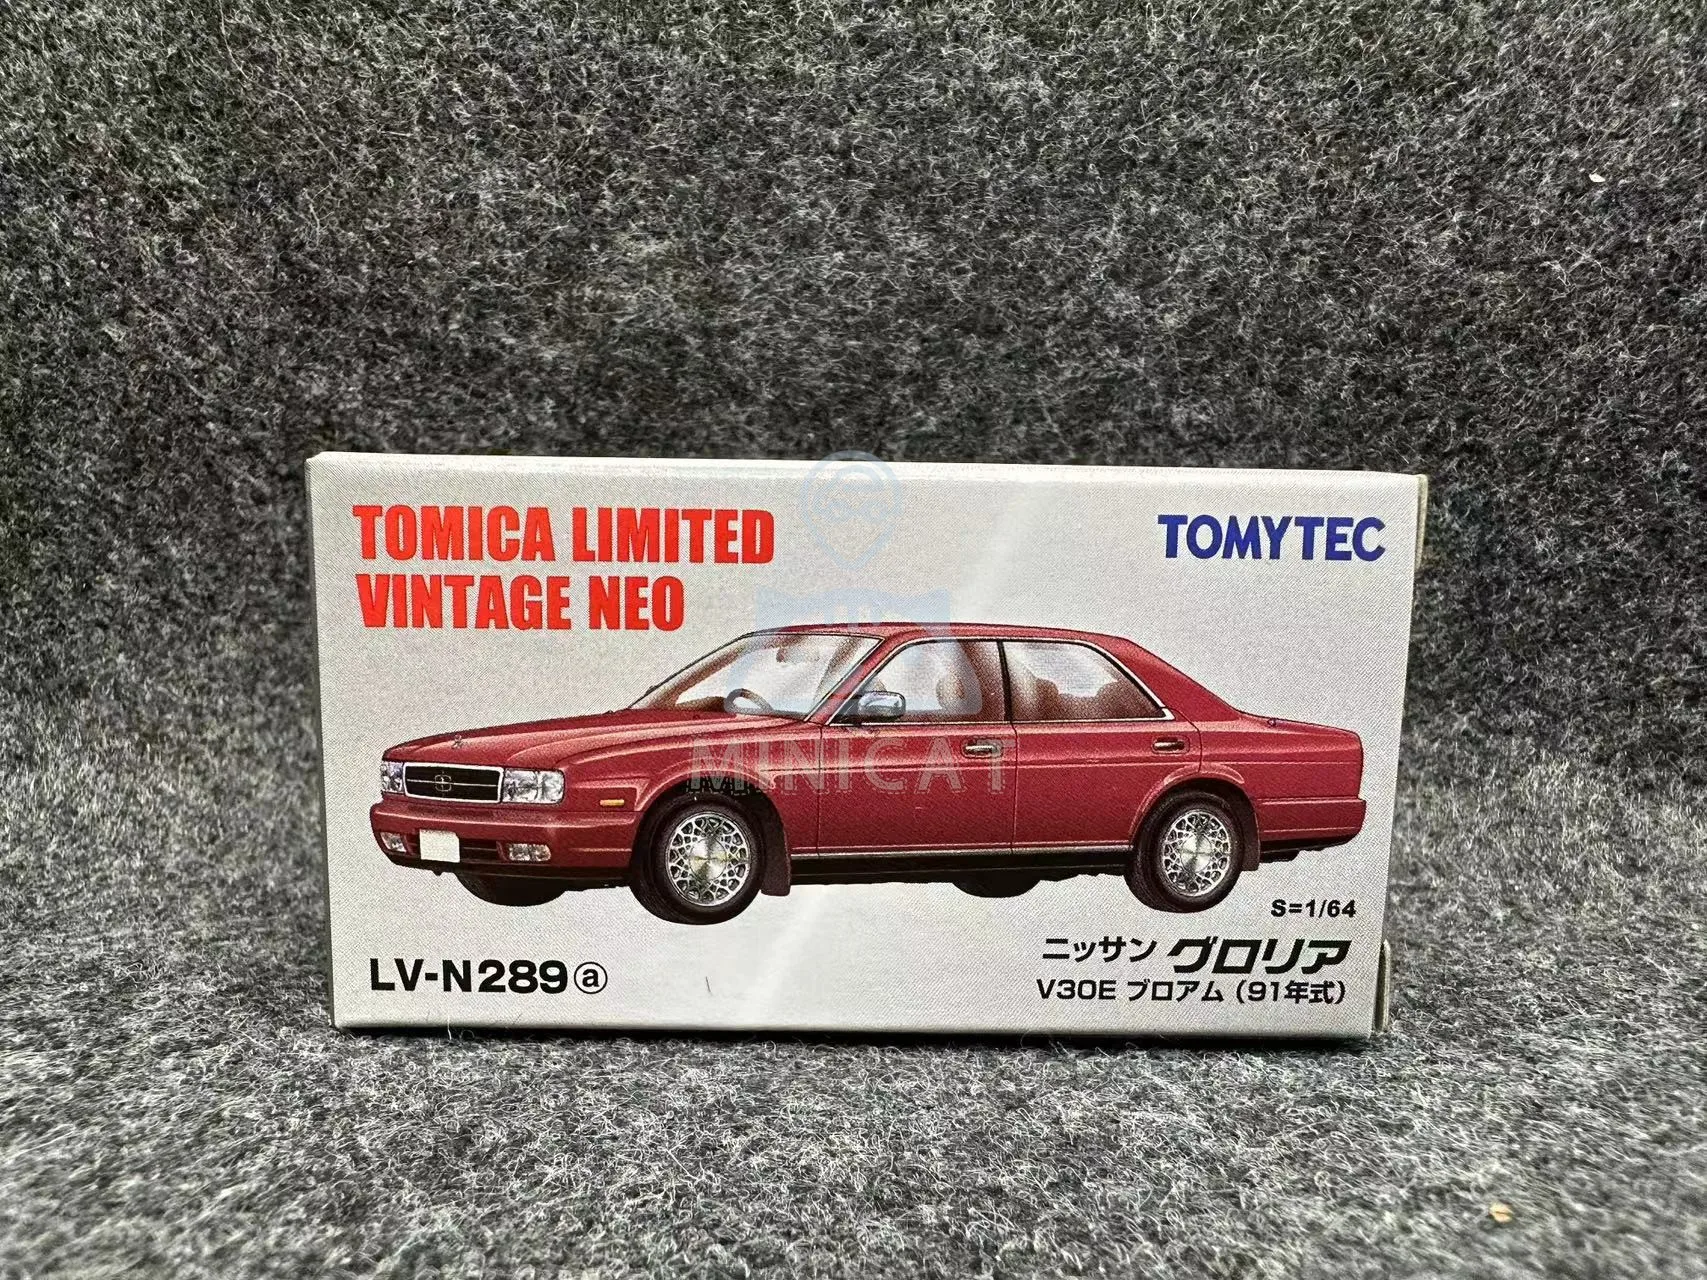 TOMICA LIMITED
VINTAGE NEO
TOMYTEC
MINICAT
S=1/64
LV-N289ⓐ
ニッサン グロリア
V30E ブロアム（91年式）